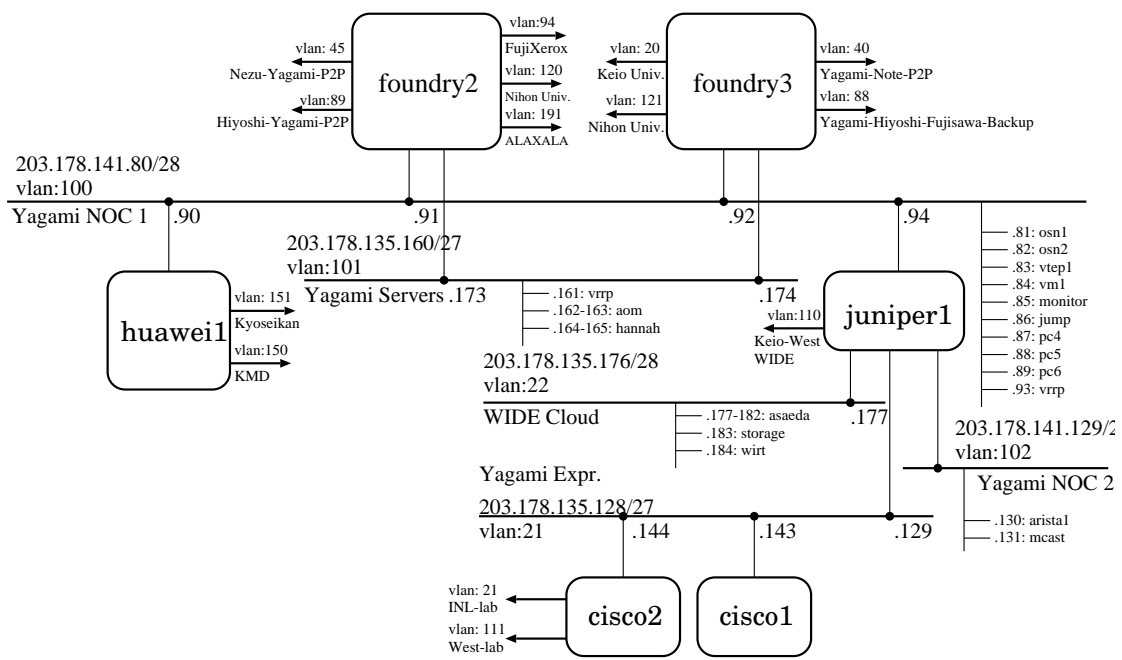 vlan:94
FujiXerox
vlan: 45
Nezu-Yagami-P2P
vlan: 120
Nihon Univ.
vlan:89
Hiyoshi-Yagami-P2P
vlan: 191
ALAXALA
foundry2
vlan: 20
Keio Univ.
vlan: 40
Yagami-Note-P2P
vlan: 121
Nihon Univ.
vlan: 88
Yagami-Hiyoshi-Fujisawa-Backup
foundry3
203.178.141.80/28
vlan:100
Yagami NOC 1
.90
.91
.92
.94
203.178.135.160/27
vlan:101
Yagami Servers
.173
.174
.161: vrrp
.162-163: aom
.164-165: hannah
.81: osn1
.82: osn2
.83: vtep1
.84: vm1
.85: monitor
.86: jump
.87: pc4
.88: pc5
.89: pc6
.93: vrrp
huawei1
vlan: 151
Kyoseikan
vlan:150
KMD
juniper1
vlan:110
Keio-West
WIDE
203.178.135.176/28
vlan:22
WIDE Cloud
.177
.177-182: asaeda
.183: storage
.184: wirt
203.178.141.129/2
vlan:102
Yagami NOC 2
.130: arista1
.131: mcast
Yagami Expr.
203.178.135.128/27
vlan:21
.144
.143
.129
vlan: 21
INL-lab
vlan: 111
West-lab
cisco2
cisco1